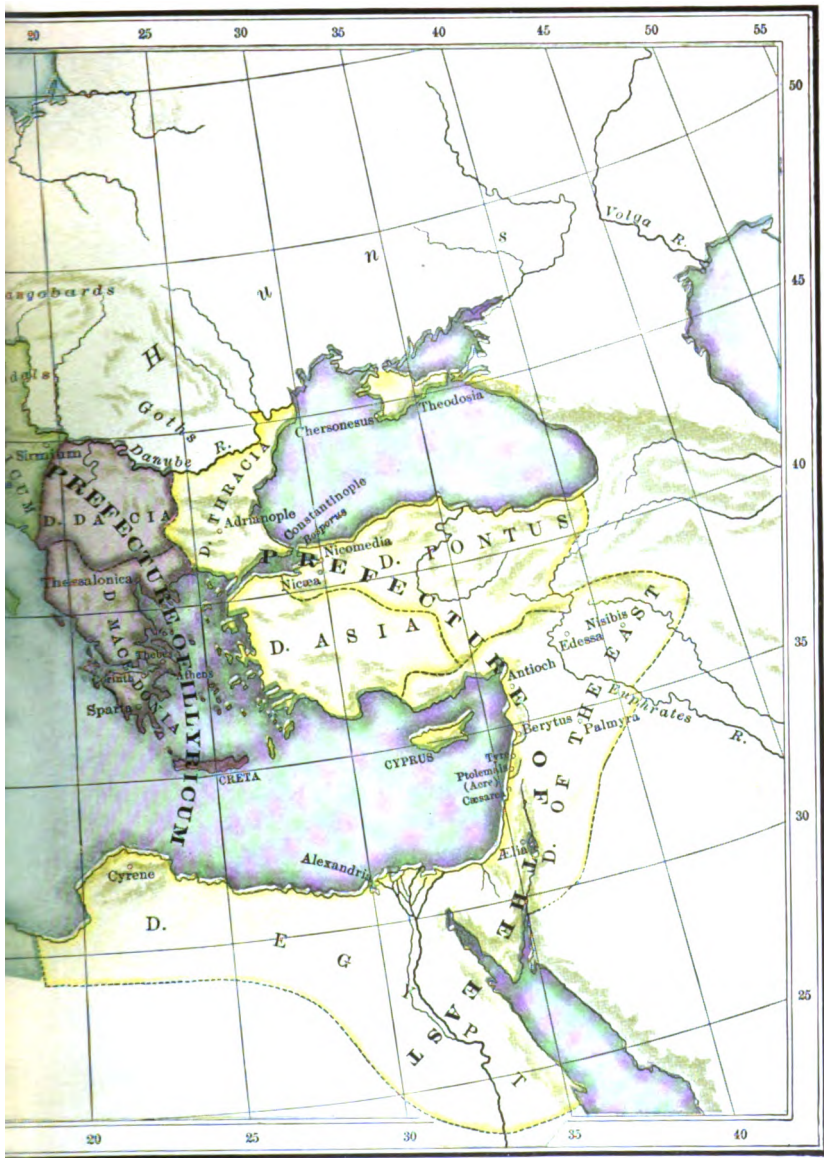 20 25 30 35 40 45 50 55
50
Volga R.
Huns
45
Goths
Danube R.
Sirmium
Theodosia
Chersonesus
40
PREFECTURE OF ILLYRICUM
D. DACIA
D. THRACIA
Adrianople
Constantinople
Bosporus
Nicomedia
D. PONTUS
PREFECTURE OF THE EAST
Nicæa
Thessalonica
D. MACEDONIA
D. ASIA
Nisibis
Edessa
35
D. OF THE EAST
Antioch
Thebes
Athens
Sparta
Euphrates R.
Berytus
Palmyra
CYPRUS
Tyre
Ptolemais
(Acre)
Cæsarea
CRETA
30
Ælia
Alexandria
Cyrene
D. EGYPT
25
20 25 30 35 40